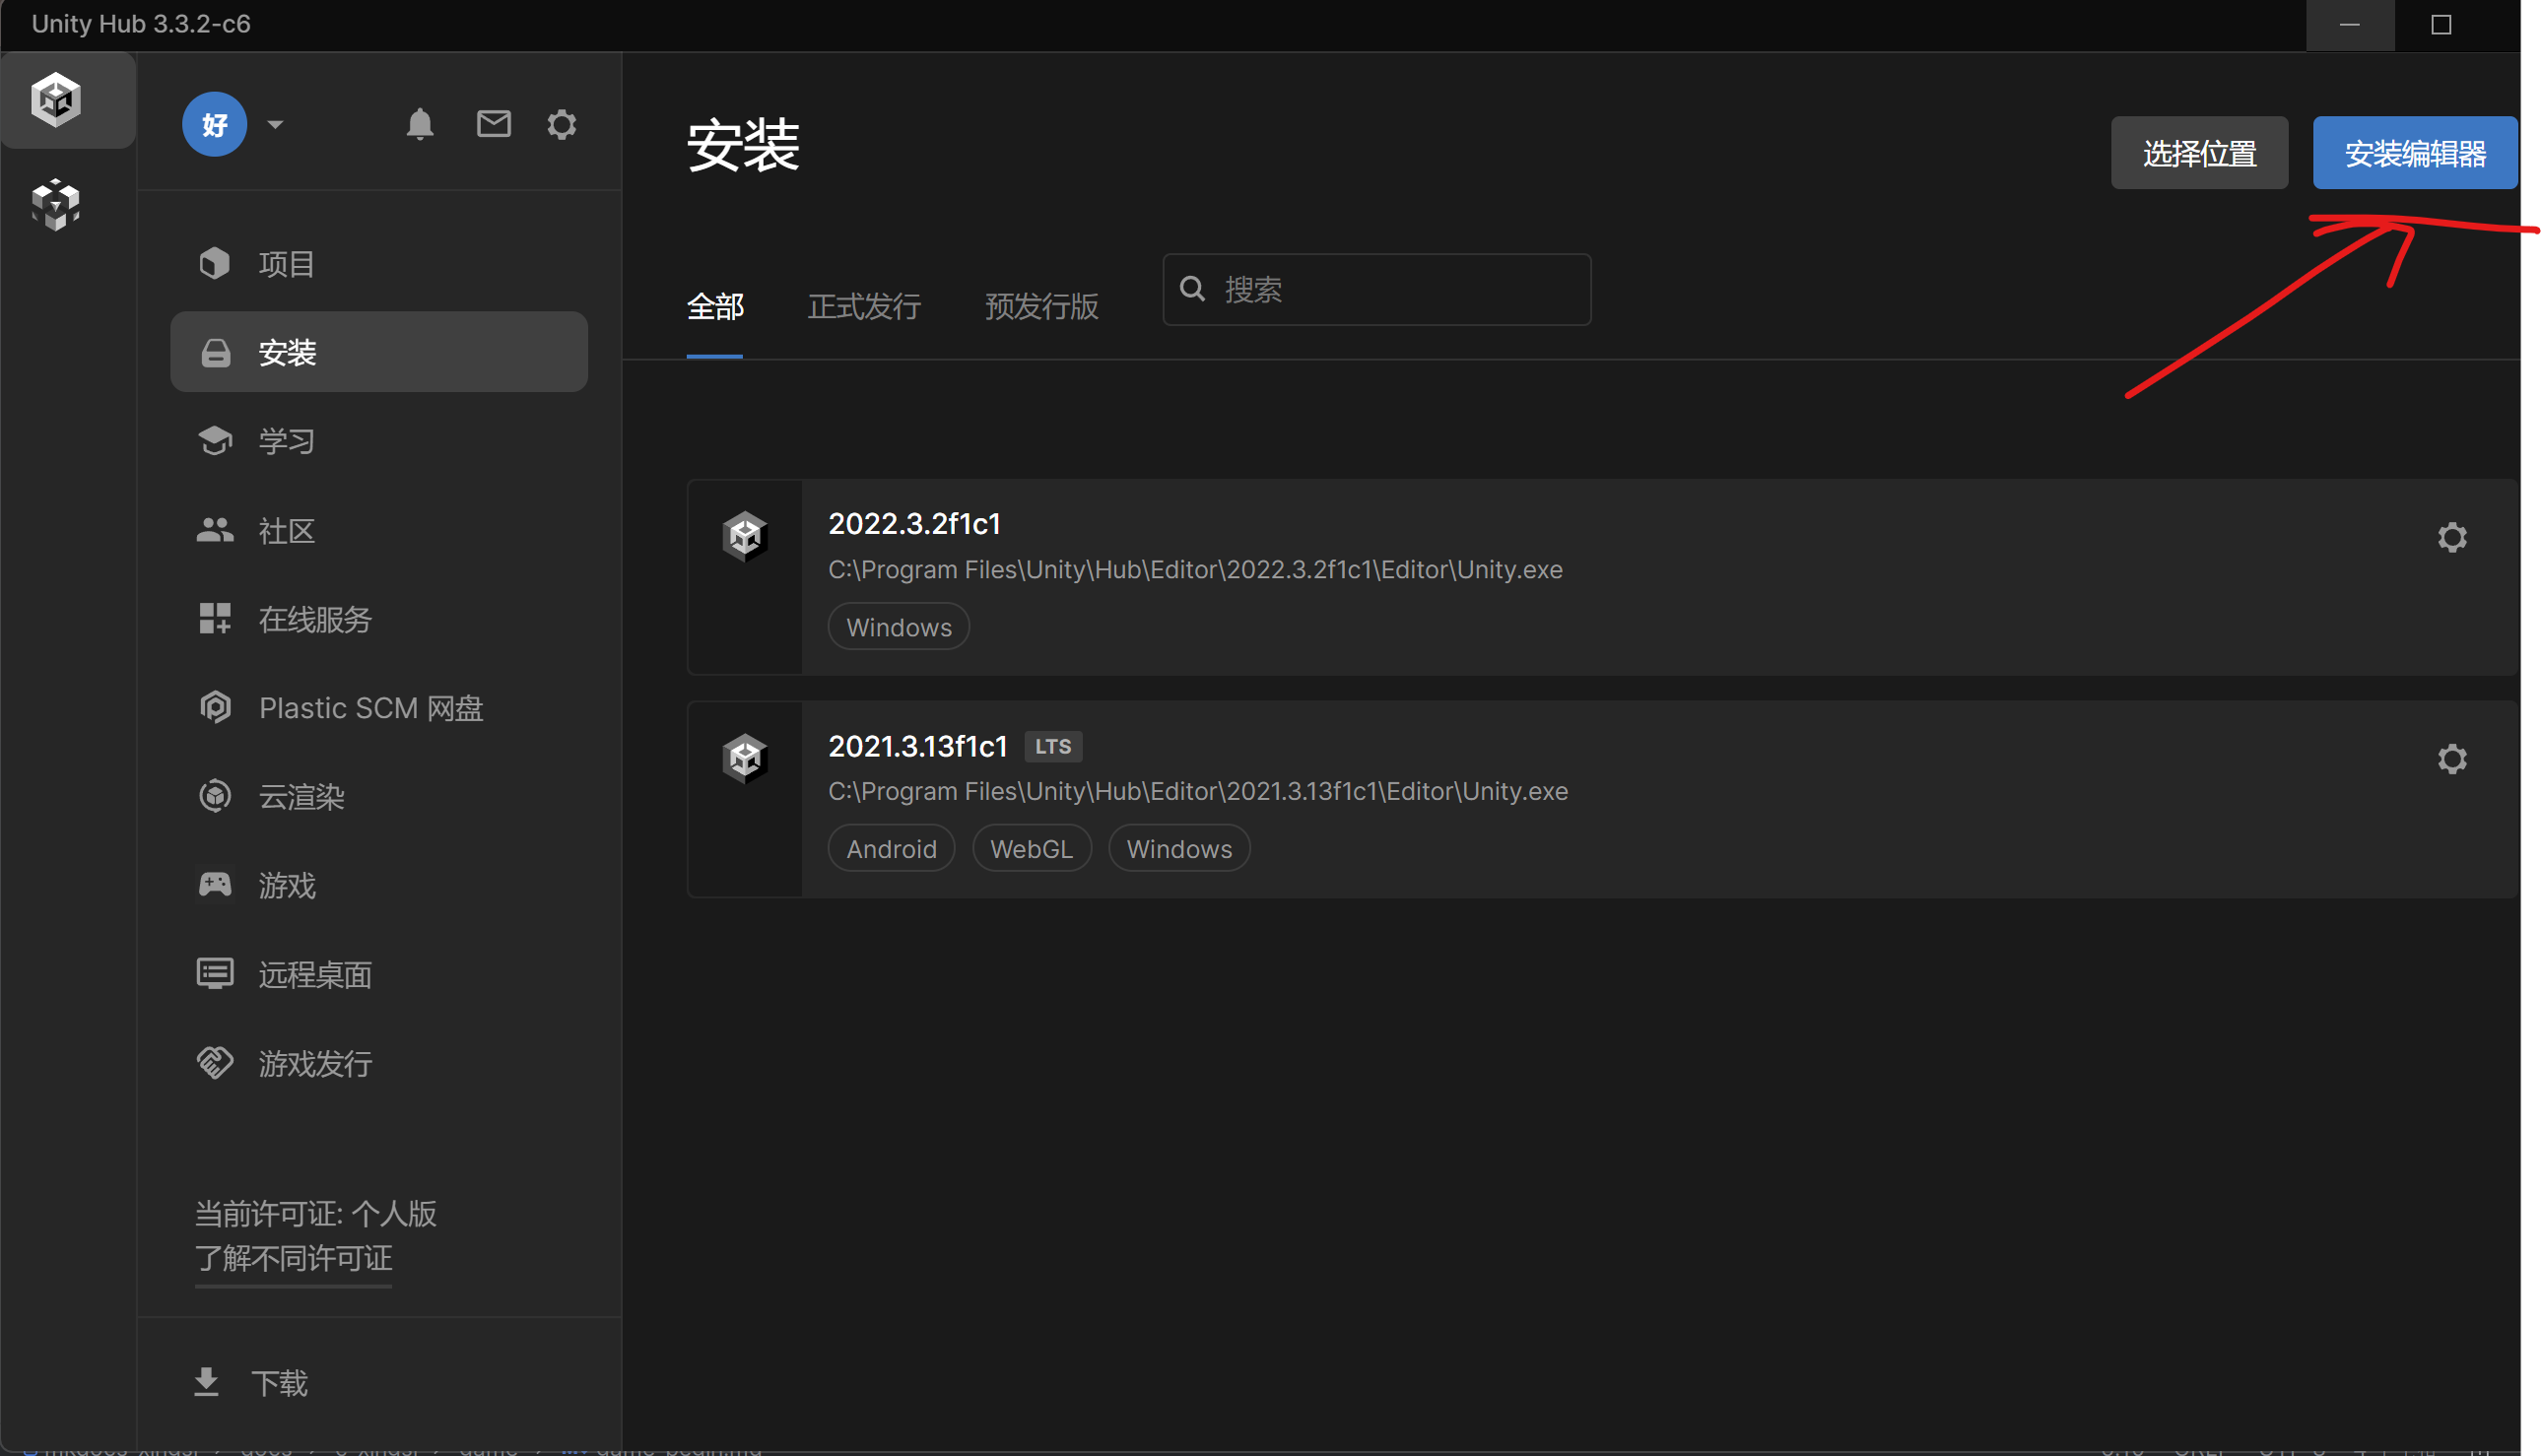 Unity Hub 3.3.2-c6
好
项目
安装
学习
社区
在线服务
Plastic SCM 网盘
云渲染
游戏
远程桌面
游戏发行
当前许可证: 个人版
了解不同许可证
下载
安装
选择位置
安装编辑器
全部
正式发行
预发行版
搜索
2022.3.2f1c1
C:\Program Files\Unity\Hub\Editor\2022.3.2f1c1\Editor\Unity.exe
Windows
2021.3.13f1c1 LTS
C:\Program Files\Unity\Hub\Editor\2021.3.13f1c1\Editor\Unity.exe
Android
WebGL
Windows